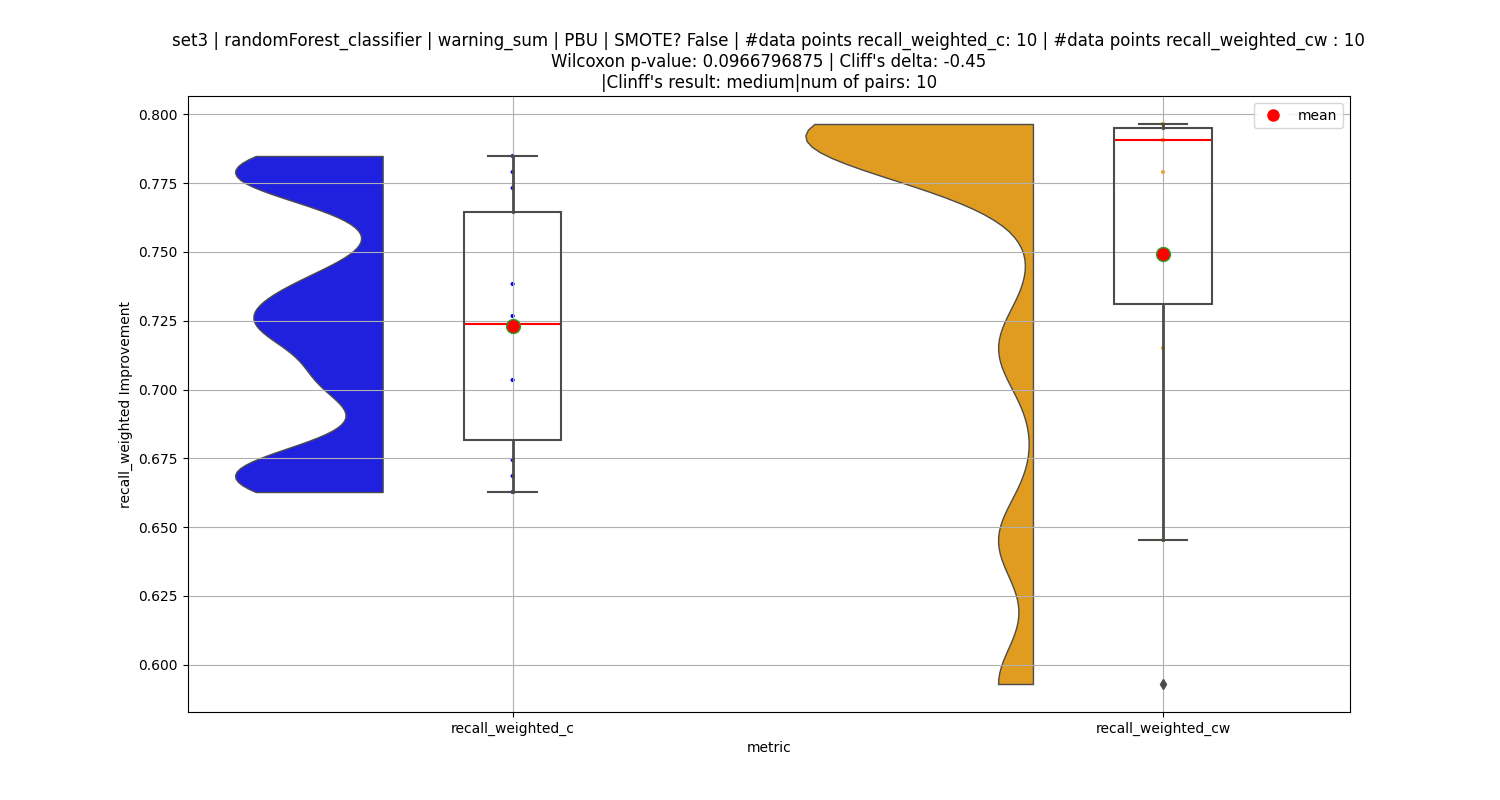 set3 | randomForest_classifier | warning_sum | PBU | SMOTE? False | #data points recall_weighted_c: 10 | #data points recall_weighted_cw : 10
Wilcoxon p-value: 0.0966796875 | Cliff's delta: -0.45
|Clinff's result: medium|num of pairs: 10
mean
0.800
0.775
0.750
0.725
0.700
0.675
0.650
0.625
0.600
recall_weighted Improvement
recall_weighted_c
recall_weighted_cw
metric